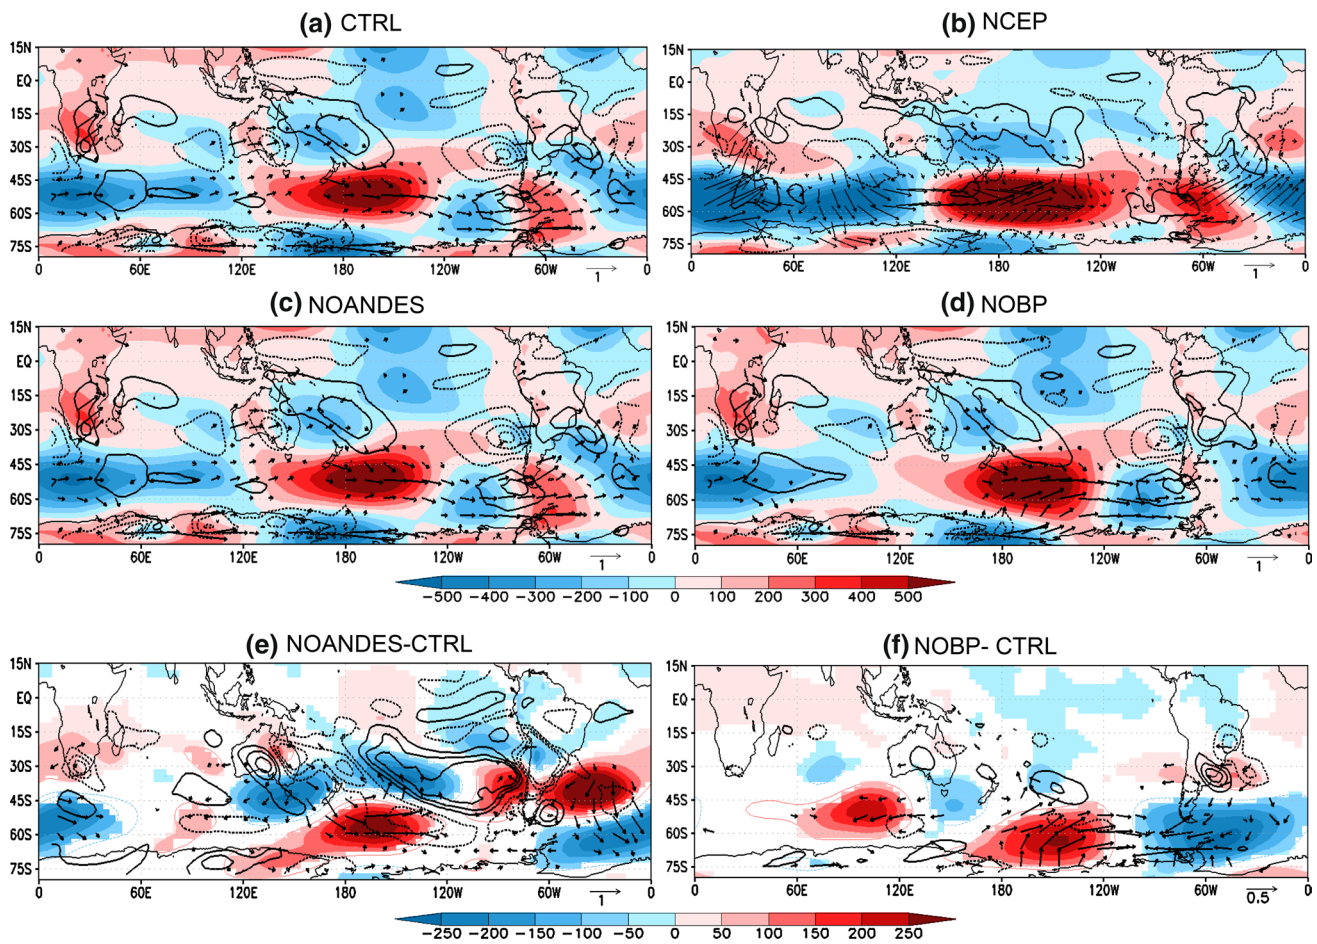 (a) CTRL
(b) NCEP
15N
EQ
15S
30S
45S
60S
75S
0 60E 120E 180 120W 60W 0
1
15N
EQ
15S
30S
45S
60S
75S
0 60E 120E 180 120W 60W 0
1
(c) NOANDES
(d) NOBP
15N
EQ
15S
30S
45S
60S
75S
0 60E 120E 180 120W 60W 0
1
15N
EQ
15S
30S
45S
60S
75S
0 60E 120E 180 120W 60W 0
1
-500 -400 -300 -200 -100 0 100 200 300 400 500
(e) NOANDES-CTRL
(f) NOBP- CTRL
15N
EQ
15S
30S
45S
60S
75S
0 60E 120E 180 120W 60W 0
1
15N
EQ
15S
30S
45S
60S
75S
0 60E 120E 180 120W 60W 0
0.5
-250 -200 -150 -100 -50 0 50 100 150 200 250